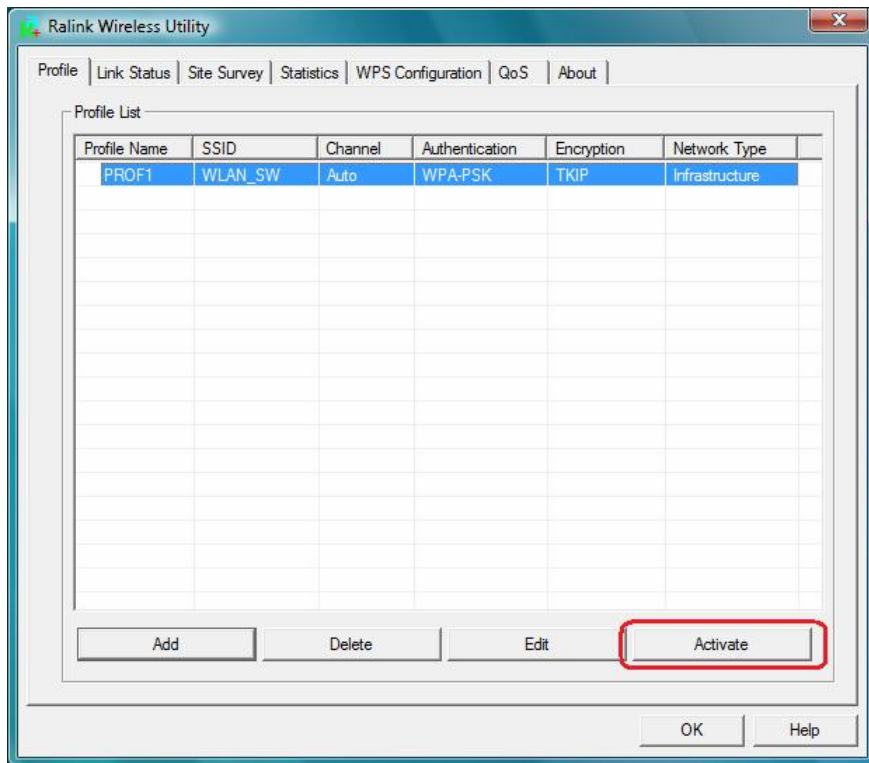 Ralink Wireless Utility
Profile Link Status Site Survey Statistics WPS Configuration QoS About
Profile List
Profile Name SSID Channel Authentication Encryption Network Type
PROF1 WLAN_SW Auto WPA-PSK TKIP Infrastructure
Add Delete Edit Activate
OK Help